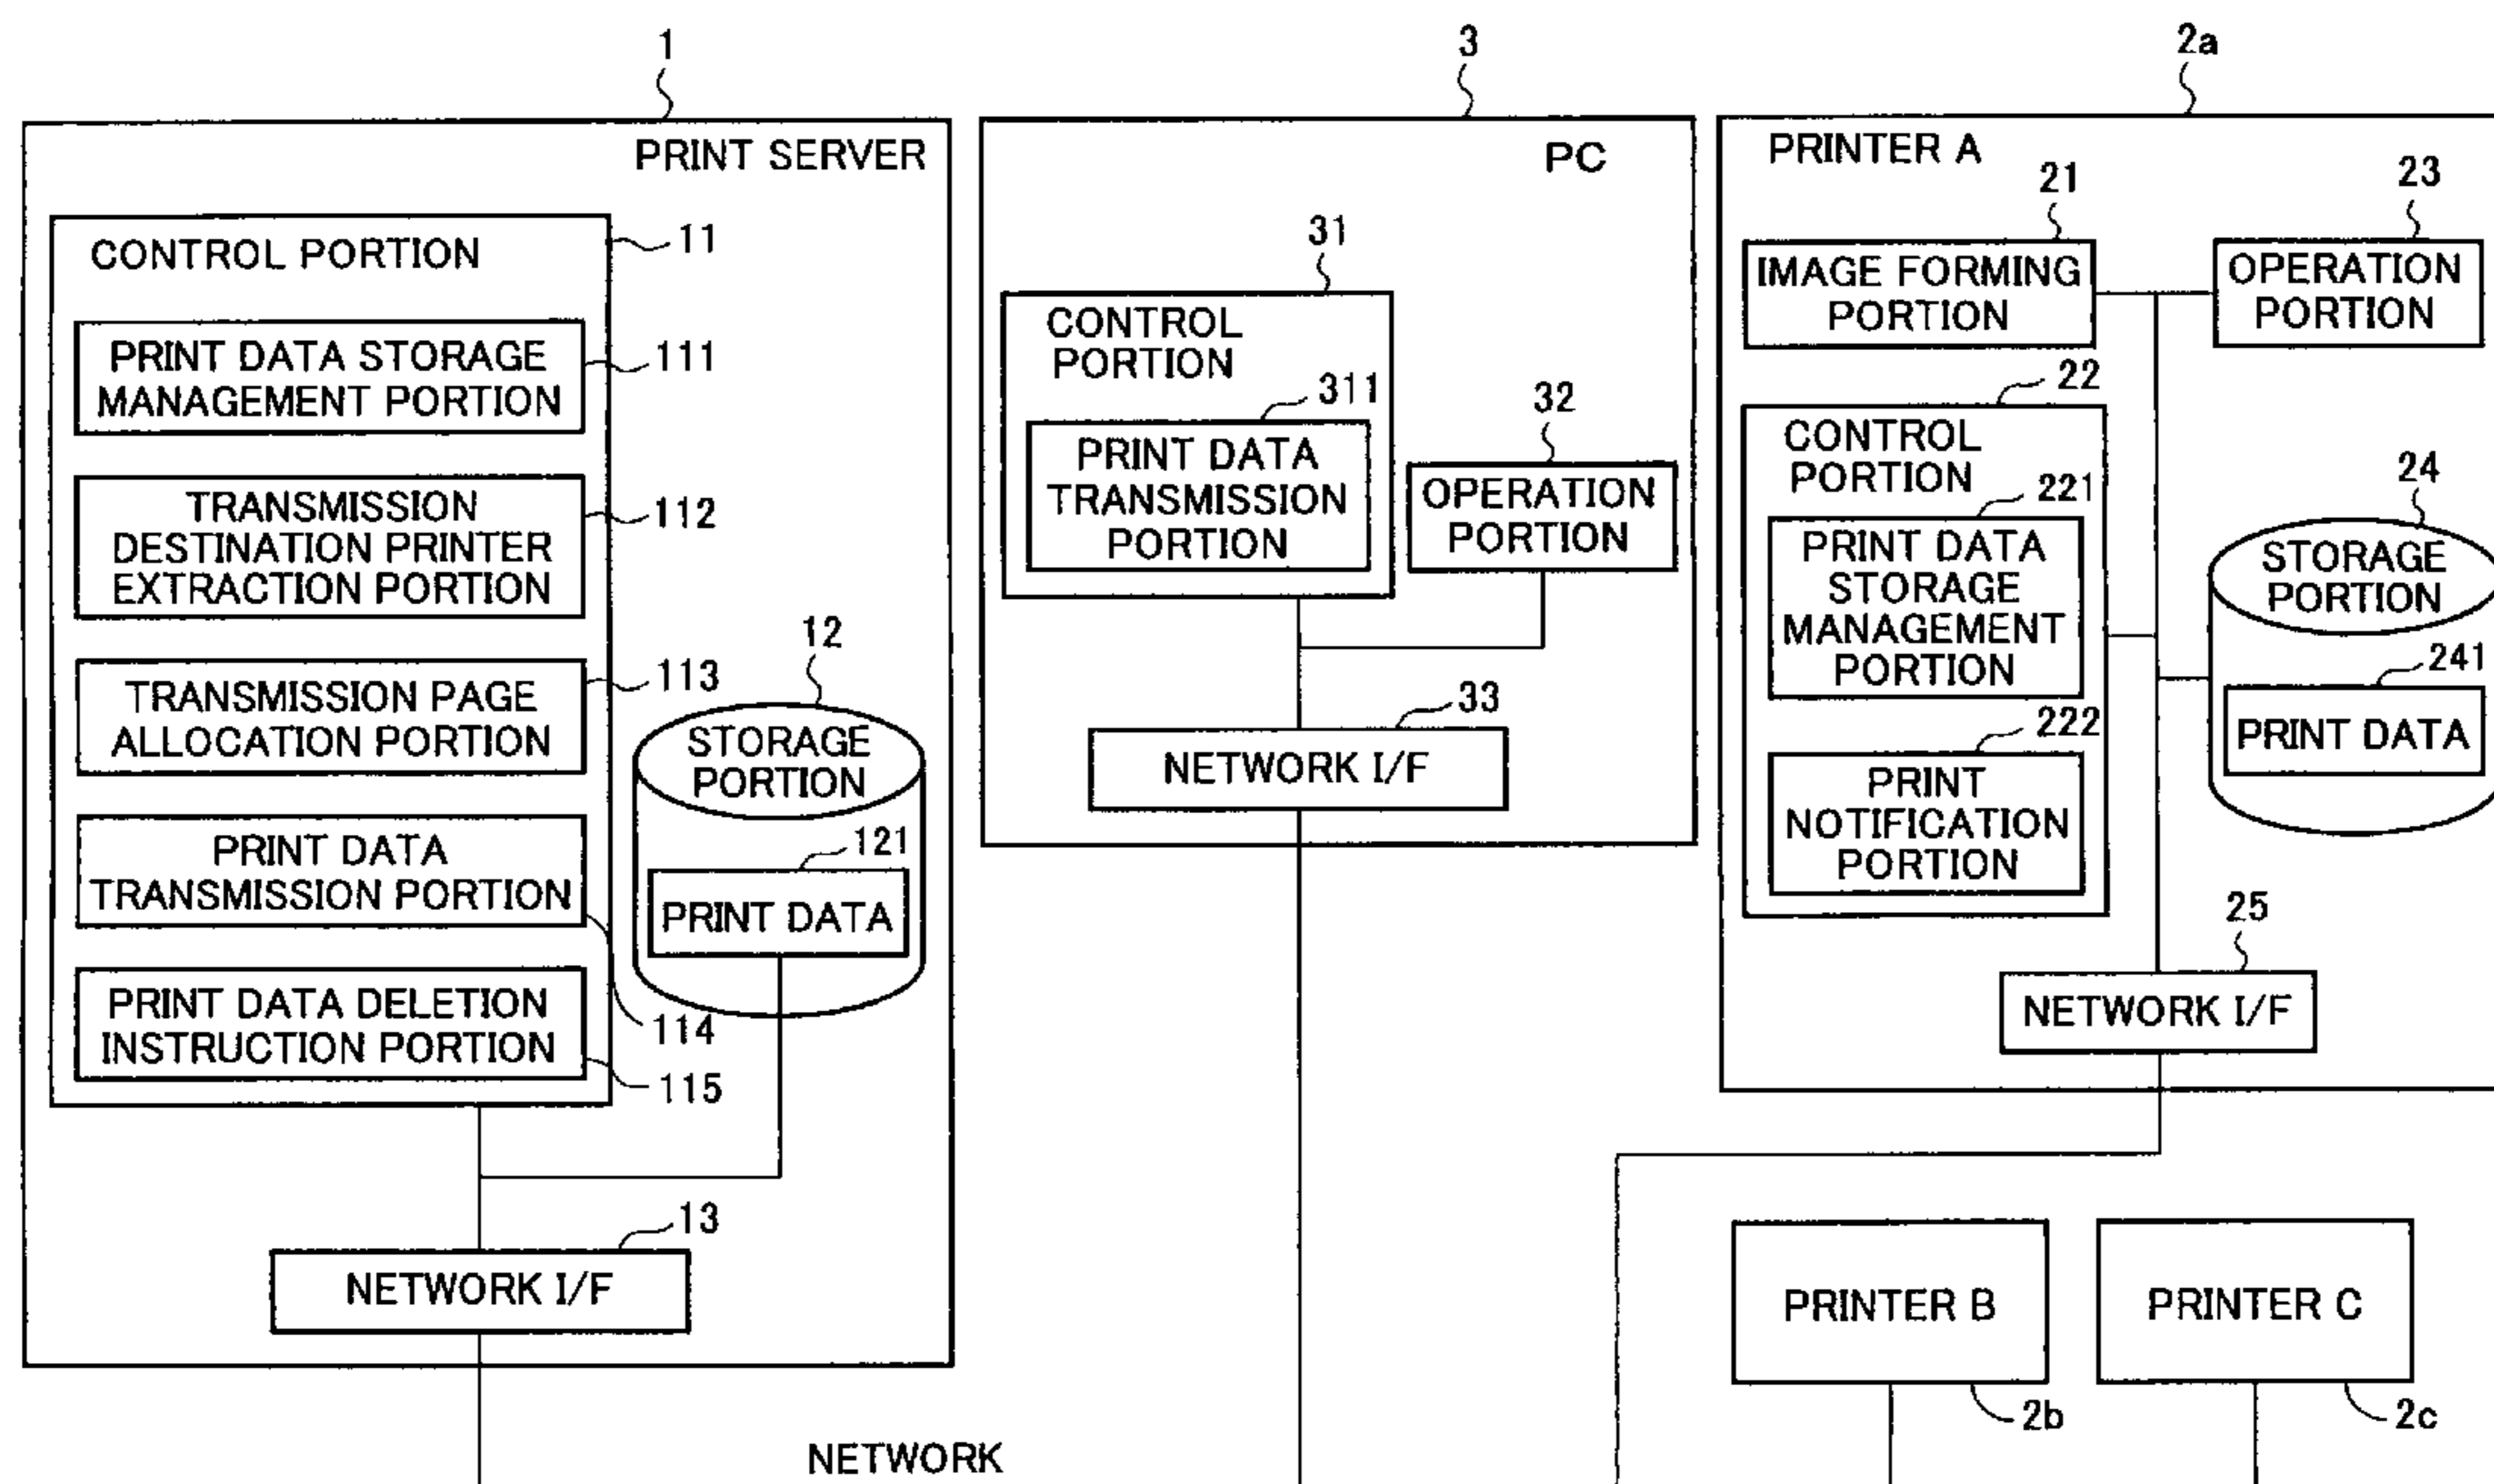 1
PRINT SERVER
CONTROL PORTION
11
PRINT DATA STORAGE
MANAGEMENT PORTION
111
TRANSMISSION
DESTINATION PRINTER
EXTRACTION PORTION
112
TRANSMISSION PAGE
ALLOCATION PORTION
113
PRINT DATA
TRANSMISSION PORTION
114
PRINT DATA DELETION
INSTRUCTION PORTION
115
12
STORAGE
PORTION
121
PRINT DATA
13
NETWORK I/F
3
PC
31
CONTROL
PORTION
311
PRINT DATA
TRANSMISSION
PORTION
32
OPERATION
PORTION
33
NETWORK I/F
2a
PRINTER A
21
IMAGE FORMING
PORTION
23
OPERATION
PORTION
22
CONTROL
PORTION
221
PRINT DATA
STORAGE
MANAGEMENT
PORTION
222
PRINT
NOTIFICATION
PORTION
24
STORAGE
PORTION
241
PRINT DATA
25
NETWORK I/F
PRINTER B
2b
PRINTER C
2c
NETWORK